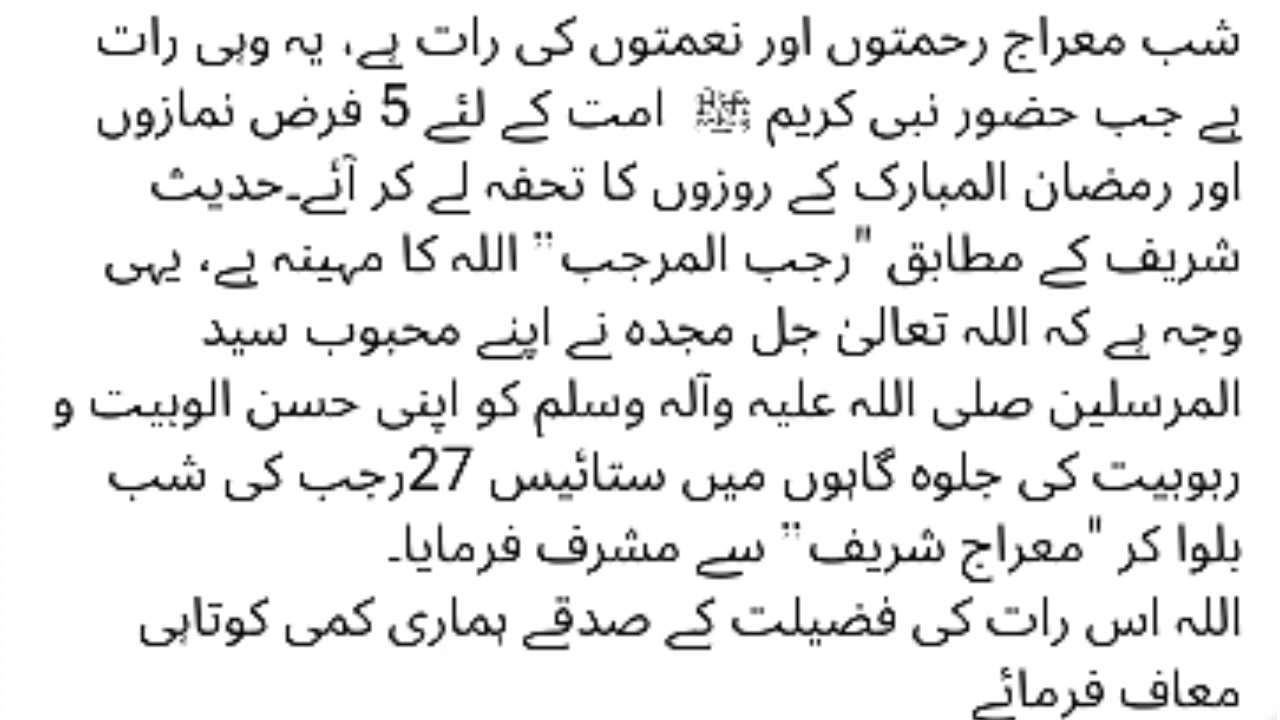 شب معراج رحمتوں اور نعمتوں کی رات ہے، یہ وہی رات
ہے جب حضور نبی کریم ﷺ امت کے لئے 5 فرض نمازوں
اور رمضان المبارک کے روزوں کا تحفہ لے کر آئے۔حدیث
شریف کے مطابق "رجب المرجب” اللہ کا مہینہ ہے، یہی
وجہ ہے کہ اللہ تعالیٰ جل مجدہ نے اپنے محبوب سید
المرسلین صلی اللہ علیہ وآلہ وسلم کو اپنی حسن الوہیت و
ربوبیت کی جلوہ گاہوں میں ستائیس 27رجب کی شب
بلوا کر "معراج شریف” سے مشرف فرمایا۔
اللہ اس رات کی فضیلت کے صدقے ہماری کمی کوتاہی
معاف فرمائے